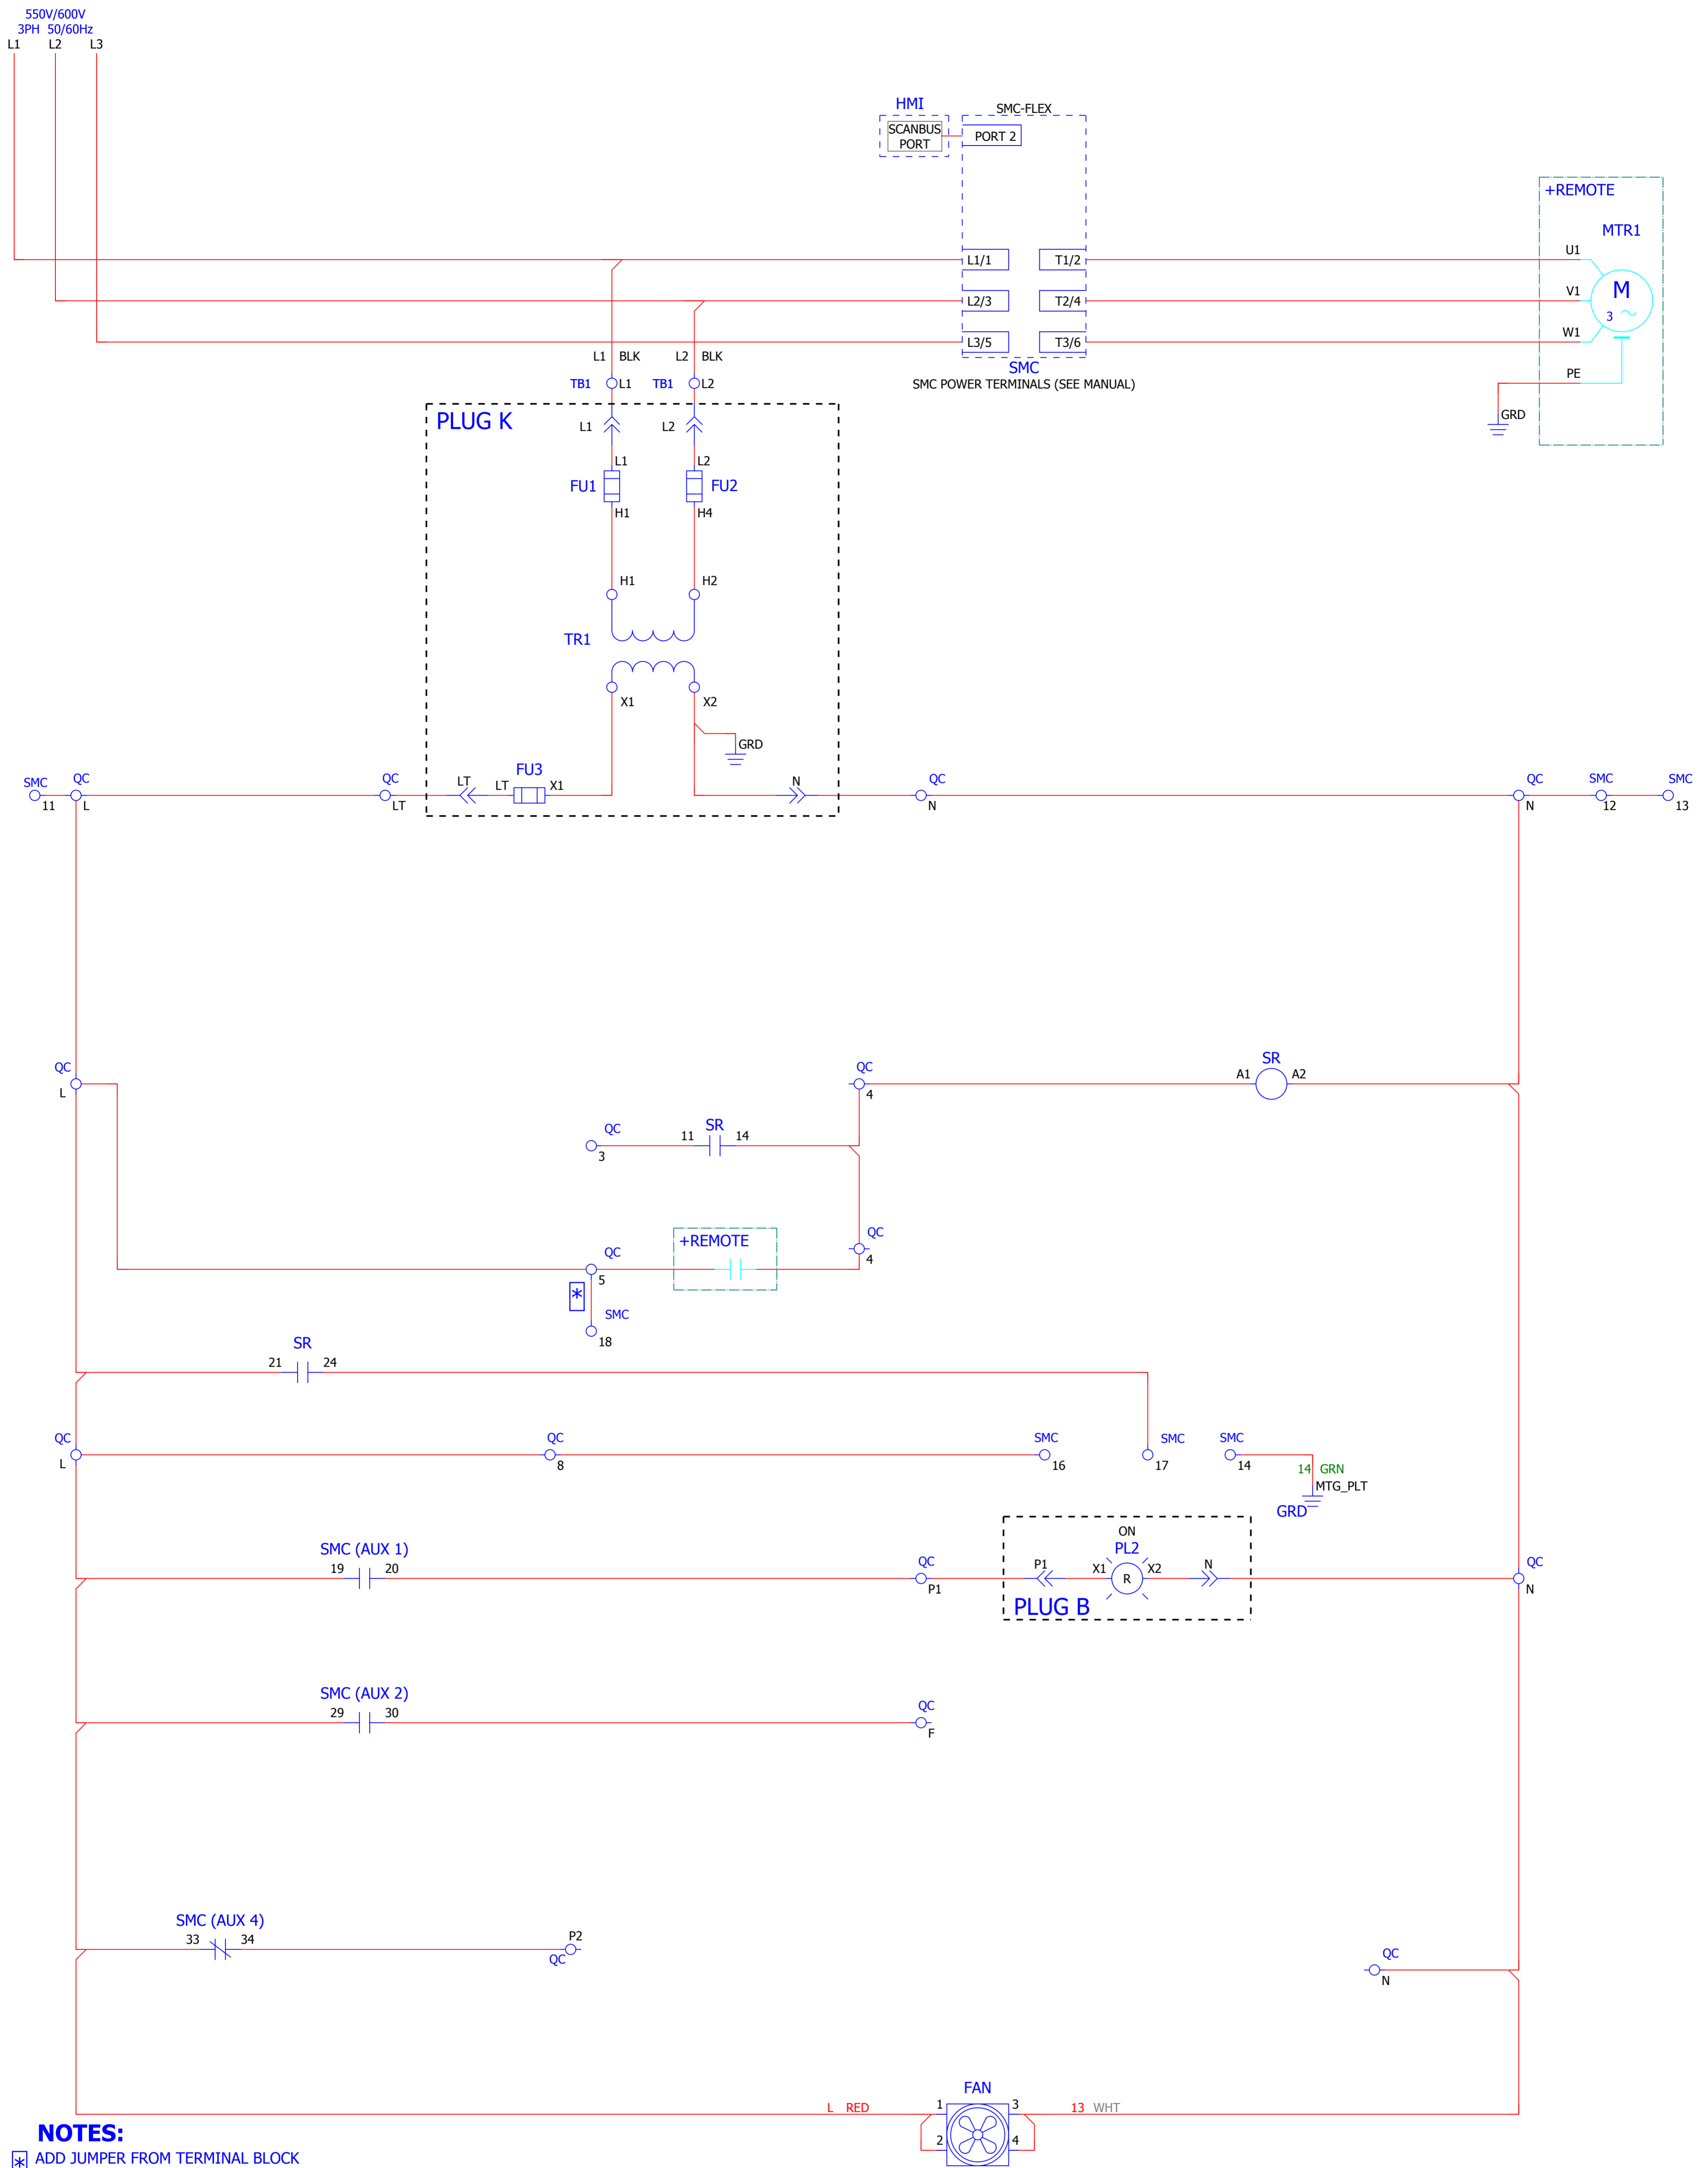 550V/600V
3PH 50/60Hz
L1 L2 L3
HMI
SCANBUS
PORT
SMC-FLEX
PORT 2
+REMOTE
MTR1
L1/1 T1/2 U1
L2/3 T2/4 V1
M
3
L3/5 T3/6 W1
SMC
SMC POWER TERMINALS (SEE MANUAL)
PE
GRD
L1 BLK L2 BLK
TB1 L1 TB1 L2
PLUG K
L1 L2
L1 L2
FU1 FU2
H1 H4
H1 H2
TR1
X1 X2
GRD
SMC QC QC LT LT FU3 X1 N QC QC SMC SMC
11 L LT N N 12 13
QC QC SR
L 4 A1 A2
QC SR
3 11 14
QC
4
+REMOTE
QC
5
*
SMC
18
SR
21 24
QC QC SMC SMC SMC
L 8 16 17 14
14 GRN
MTG_PLT
GRD
SMC (AUX 1)
19 20
QC
P1
ON
PL2
P1 X1 R X2 N
PLUG B
QC
N
SMC (AUX 2)
29 30
QC
F
SMC (AUX 4)
33 34
P2
QC
QC
N
FAN
L RED 1 3 13 WHT
2 4
NOTES:
* ADD JUMPER FROM TERMINAL BLOCK